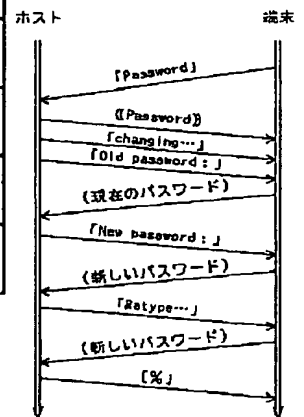 ホスト 端末
「Password」
《Password》
「changing…」
「Old password:」
(現在のパスワード)
「New password:」
(新しいパスワード)
「Retype…」
(新しいパスワード)
「%」